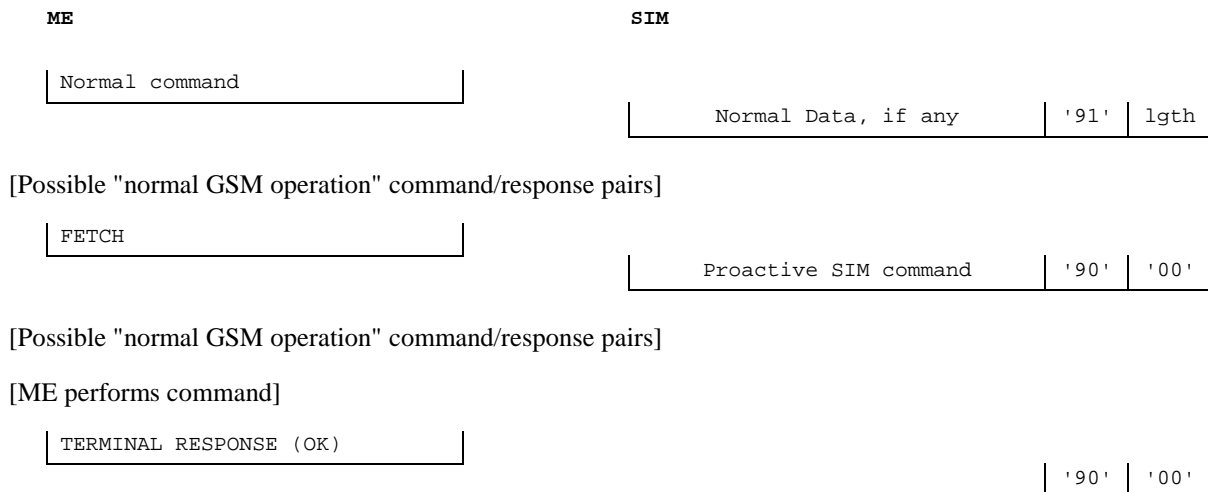 ME SIM
Normal command
Normal Data, if any '91' lgth
[Possible "normal GSM operation" command/response pairs]
FETCH
Proactive SIM command '90' '00'
[Possible "normal GSM operation" command/response pairs]
[ME performs command]
TERMINAL RESPONSE (OK)
'90' '00'